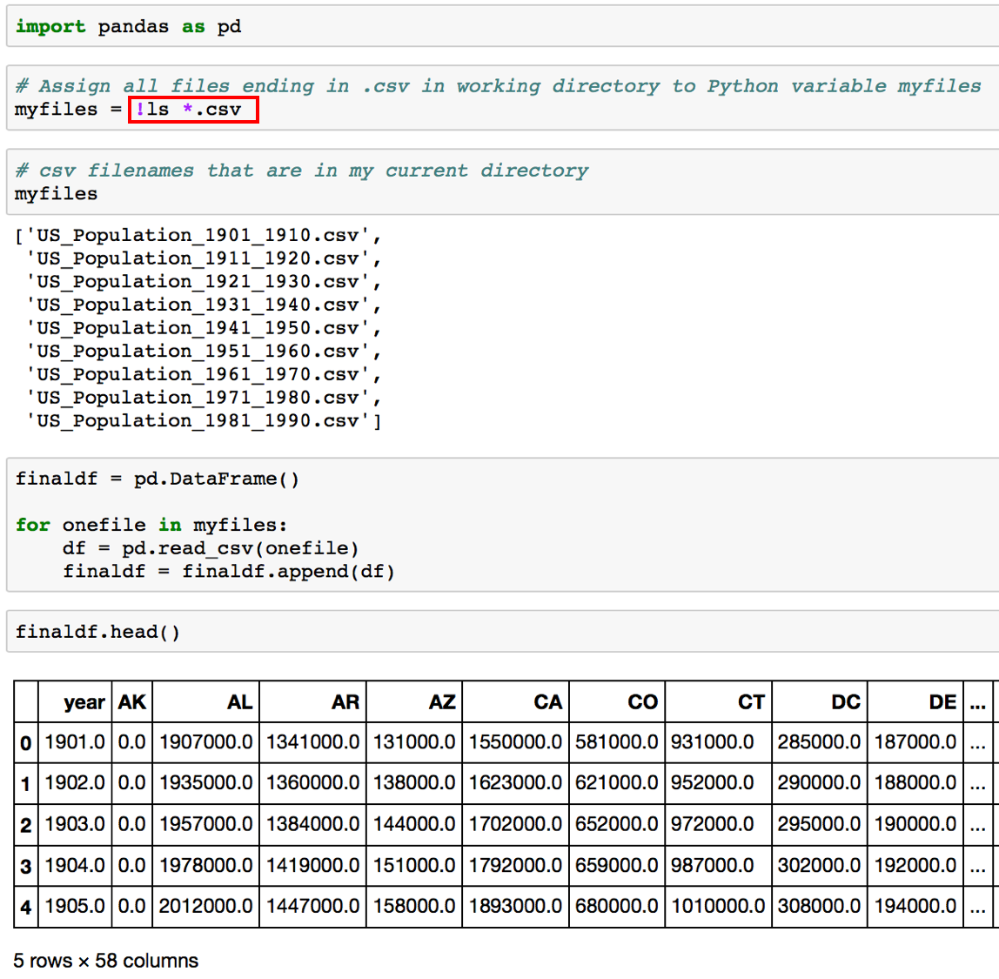 import pandas as pd
# Assign all files ending in .csv in working directory to Python variable myfiles
myfiles = !ls *.csv
# csv filenames that are in my current directory
myfiles
['US_Population_1901_1910.csv',
 'US_Population_1911_1920.csv',
 'US_Population_1921_1930.csv',
 'US_Population_1931_1940.csv',
 'US_Population_1941_1950.csv',
 'US_Population_1951_1960.csv',
 'US_Population_1961_1970.csv',
 'US_Population_1971_1980.csv',
 'US_Population_1981_1990.csv']
finaldf = pd.DataFrame()
for onefile in myfiles:
    df = pd.read_csv(onefile)
    finaldf = finaldf.append(df)
finaldf.head()
year AK AL AR AZ CA CO CT DC DE ...
0 1901.0 0.0 1907000.0 1341000.0 131000.0 1550000.0 581000.0 931000.0 285000.0 187000.0 ...
1 1902.0 0.0 1935000.0 1360000.0 138000.0 1623000.0 621000.0 952000.0 290000.0 188000.0 ...
2 1903.0 0.0 1957000.0 1384000.0 144000.0 1702000.0 652000.0 972000.0 295000.0 190000.0 ...
3 1904.0 0.0 1978000.0 1419000.0 151000.0 1792000.0 659000.0 987000.0 302000.0 192000.0 ...
4 1905.0 0.0 2012000.0 1447000.0 158000.0 1893000.0 680000.0 1010000.0 308000.0 194000.0 ...
5 rows × 58 columns